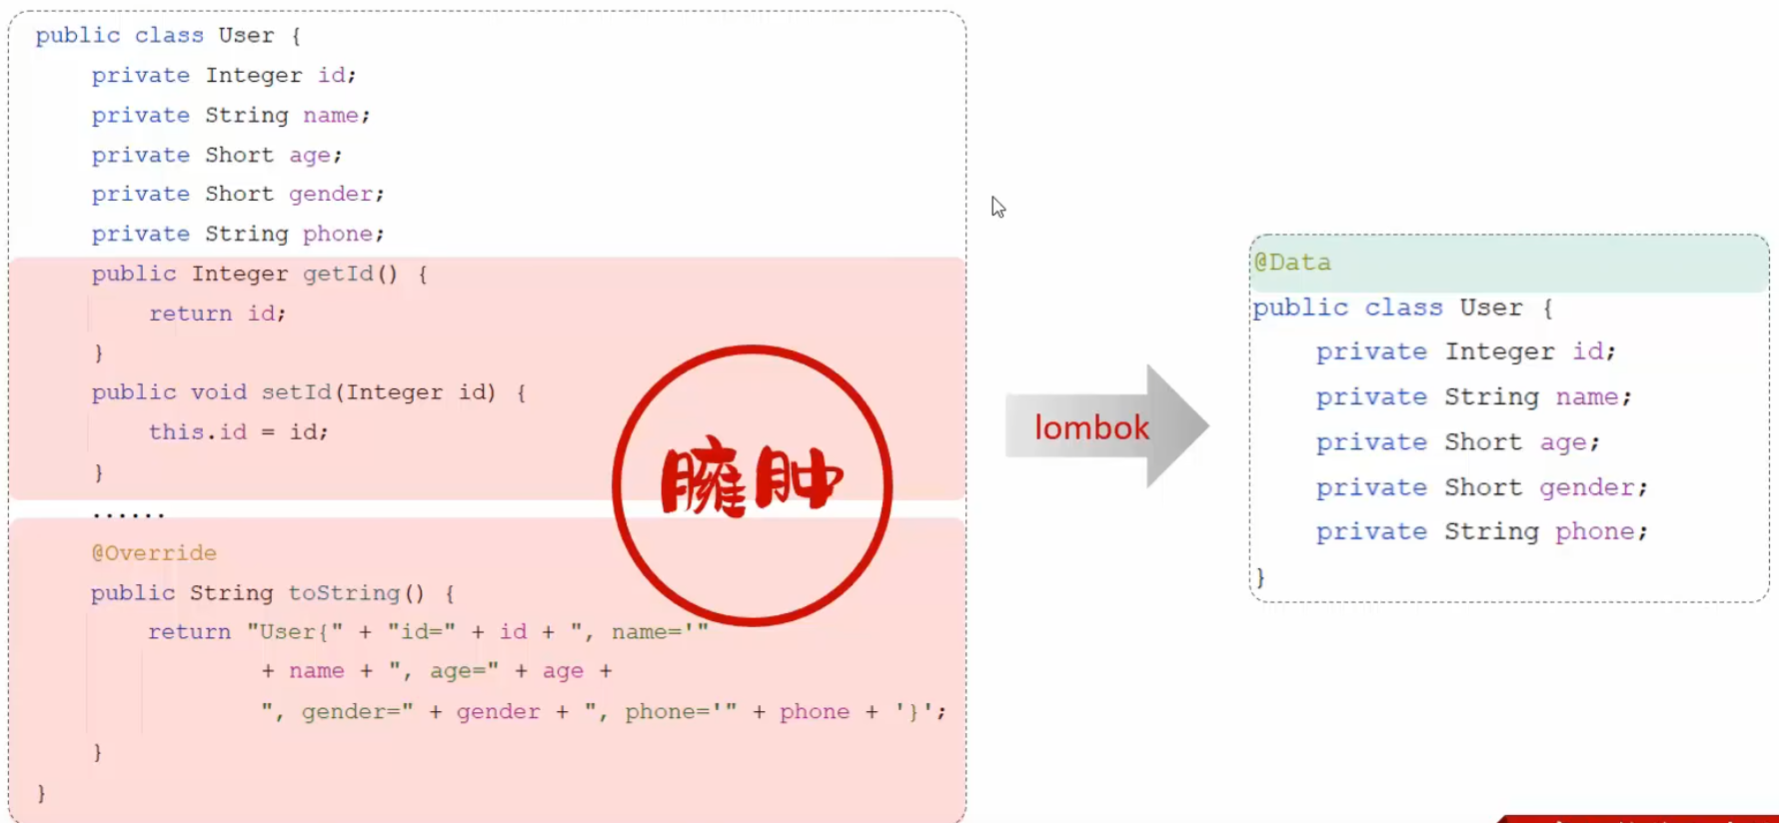 public class User {
private Integer id;
private String name;
private Short age;
private Short gender;
private String phone;
public Integer getId() {
return id;
}
public void setId(Integer id) {
this.id = id;
}
......
@Override
public String toString() {
return "User{" + "id=" + id + ", name='"
+ name + ", age=" + age +
", gender=" + gender + ", phone='" + phone + '}';
}
}
臃肿
lombok
@Data
public class User {
private Integer id;
private String name;
private Short age;
private Short gender;
private String phone;
}